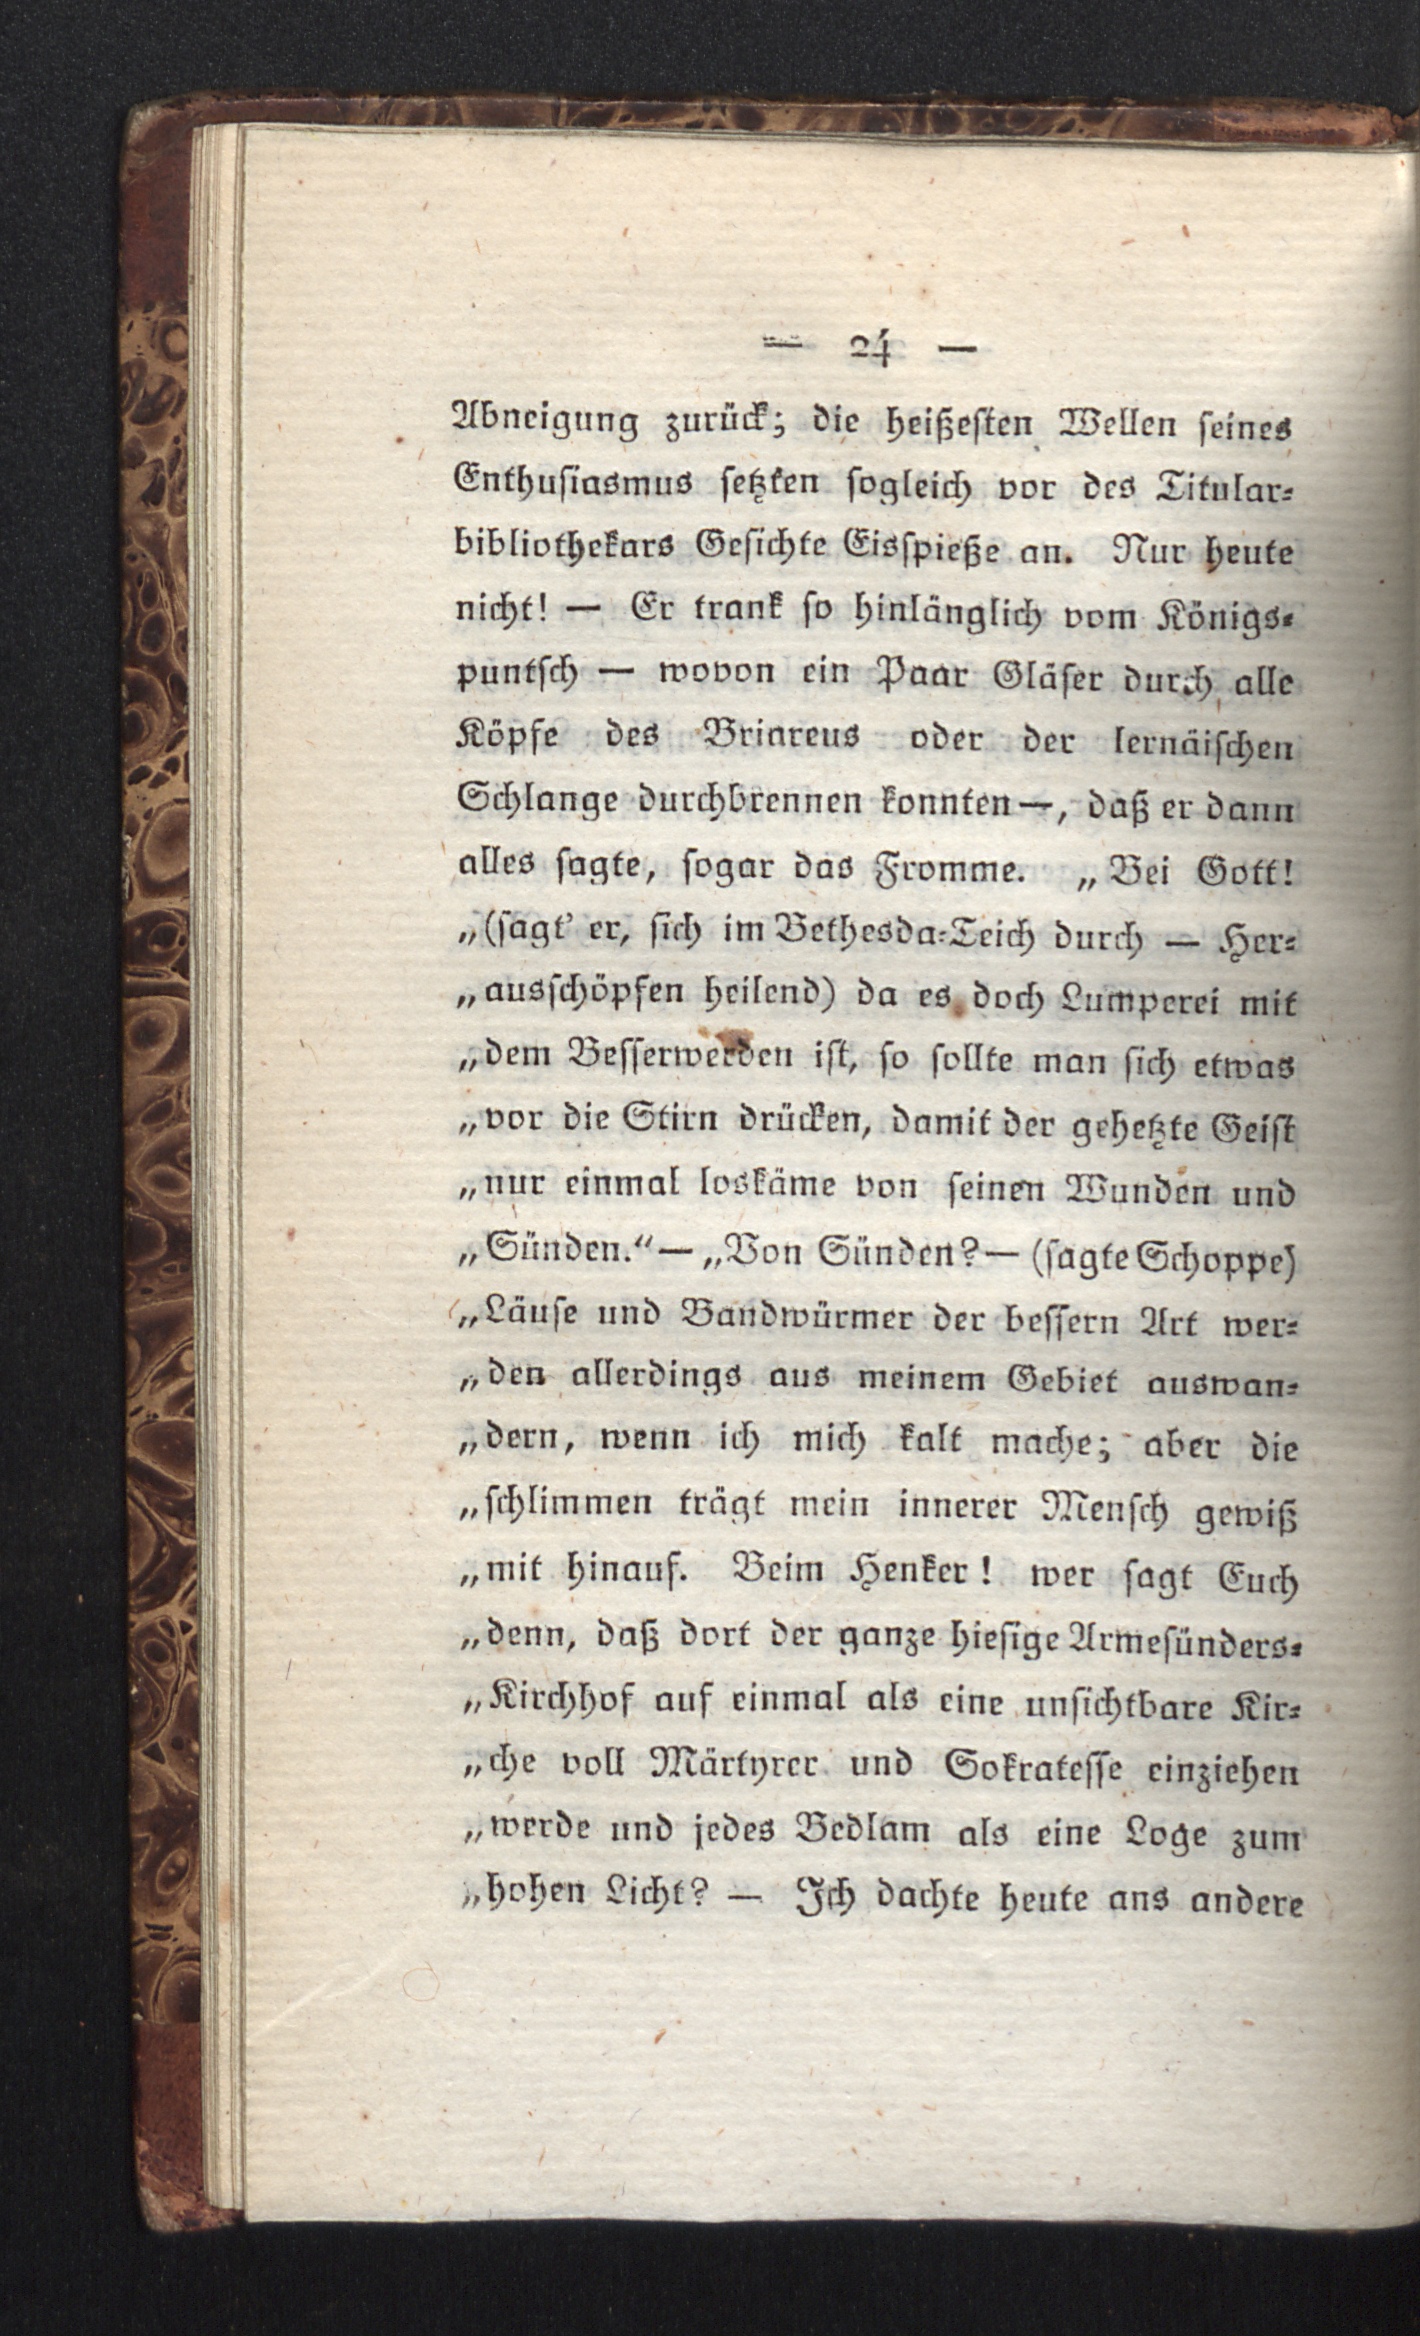 — 24 —
Abneigung zurück; die heißeſten Wellen ſeines
Enthuſiasmus ſetzten ſogleich vor des Titular⸗
bibliothekars Geſichte Eisſpieße an. Nur heute
nicht! — Er trank ſo hinlänglich vom Königs⸗
puntſch — wovon ein Paar Gläſer durch alle
Köpfe des Briareus oder der lernäiſchen
Schlange durchbrennen konnten —, daß er dann
alles ſagte, ſogar das Fromme. „Bei Gott!
„(ſagt' er, ſich im Bethesda⸗Teich durch — Her⸗
„ausſchöpfen heilend) da es doch Lumperei mit
„dem Beſſerwerden iſt, ſo ſollte man ſich etwas
„vor die Stirn drücken, damit der gehetzte Geiſt
„nur einmal loskäme von ſeinen Wunden und
„Sünden.“ — „Von Sünden? — (ſagte Schoppe)
„Läuſe und Bandwürmer der beſſern Art wer⸗
„den allerdings aus meinem Gebiet auswan⸗
„dern, wenn ich mich kalt mache; aber die
„ſchlimmen trägt mein innerer Menſch gewiß
„mit hinauf. Beim Henker! wer ſagt Euch
„denn, daß dort der ganze hieſige Armeſünders⸗
„Kirchhof auf einmal als eine unſichtbare Kir⸗
„che voll Märtyrer und Sokrateſſe einziehen
„werde und jedes Bedlam als eine Loge zum
„hohen Licht? — Ich dachte heute ans andere